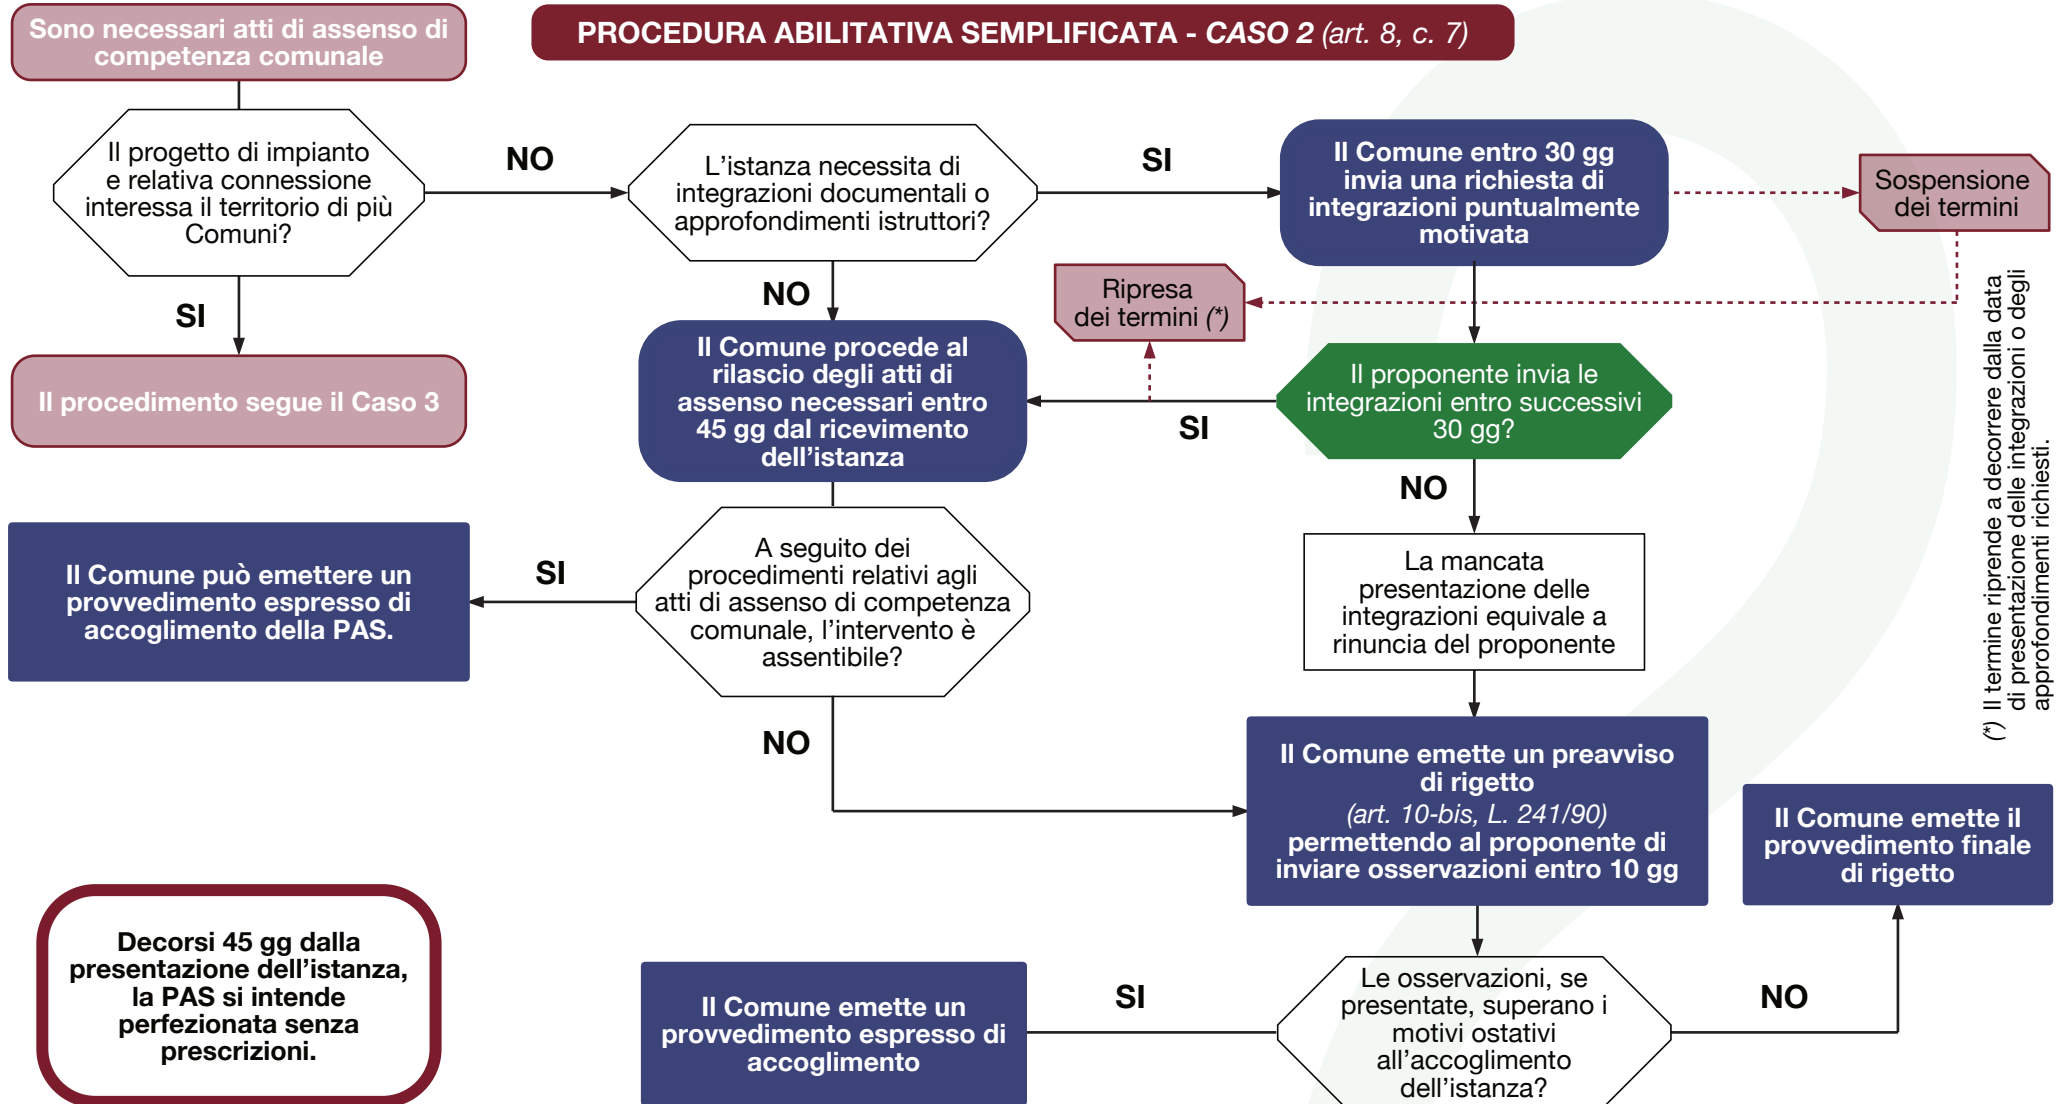 PROCEDURA ABILITATIVA SEMPLIFICATA - CASO 2 (art. 8, c. 7)
Sono necessari atti di assenso di
competenza comunale
Il progetto di impianto
e relativa connessione
interessa il territorio di più
Comuni?
NO
SI
Il procedimento segue il Caso 3
L'istanza necessita di
integrazioni documentali o
approfondimenti istruttori?
SI
NO
Il Comune entro 30 gg
invia una richiesta di
integrazioni puntualmente
motivata
Sospensione
dei termini
Ripresa
dei termini (*)
Il Comune procede al
rilascio degli atti di
assenso necessari entro
45 gg dal ricevimento
dell'istanza
SI
Il proponente invia le
integrazioni entro successivi
30 gg?
NO
(*) Il termine riprende a decorrere dalla data
di presentazione delle integrazioni o degli
approfondimenti richiesti.
La mancata
presentazione delle
integrazioni equivale a
rinuncia del proponente
A seguito dei
procedimenti relativi agli
atti di assenso di competenza
comunale, l'intervento è
assentibile?
SI
Il Comune può emettere un
provvedimento espresso di
accoglimento della PAS.
NO
Il Comune emette un preavviso
di rigetto
(art. 10-bis, L. 241/90)
permettendo al proponente di
inviare osservazioni entro 10 gg
Il Comune emette il
provvedimento finale
di rigetto
Decorsi 45 gg dalla
presentazione dell'istanza,
la PAS si intende
perfezionata senza
prescrizioni.
Il Comune emette un
provvedimento espresso di
accoglimento
SI
Le osservazioni, se
presentate, superano i
motivi ostativi
all'accoglimento
dell'istanza?
NO